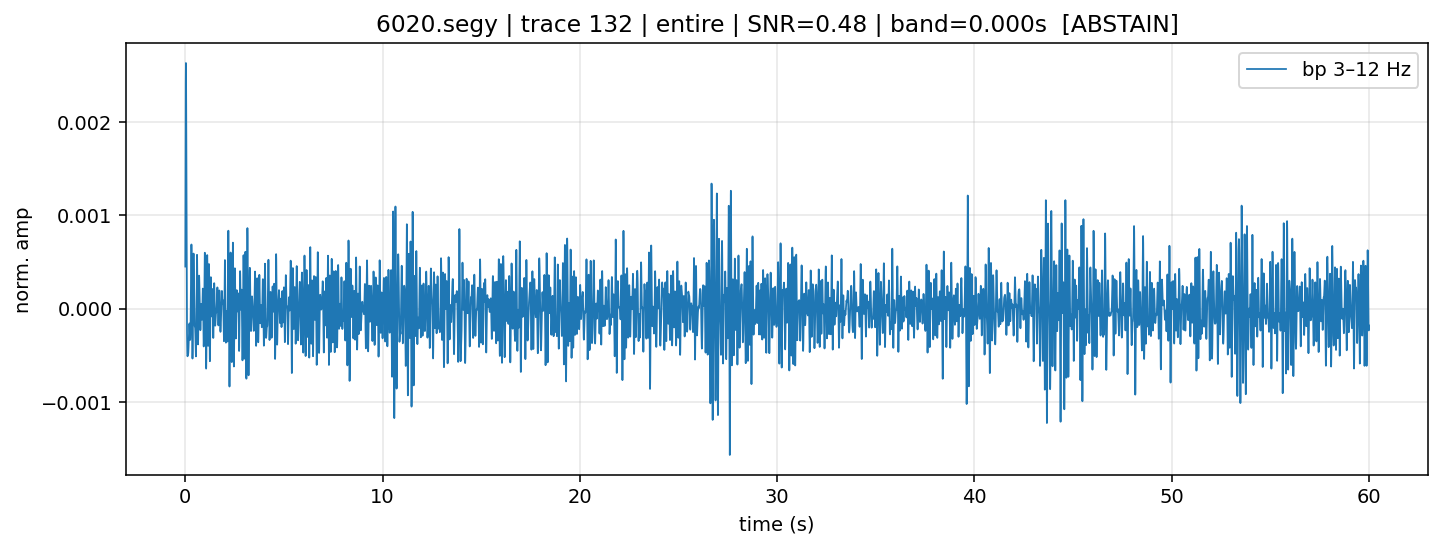 6020.segy | trace 132 | entire | SNR=0.48 | band=0.000s  [ABSTAIN]
bp 3–12 Hz
norm. amp
0.002
0.001
0.000
−0.001
0 10 20 30 40 50 60
time (s)